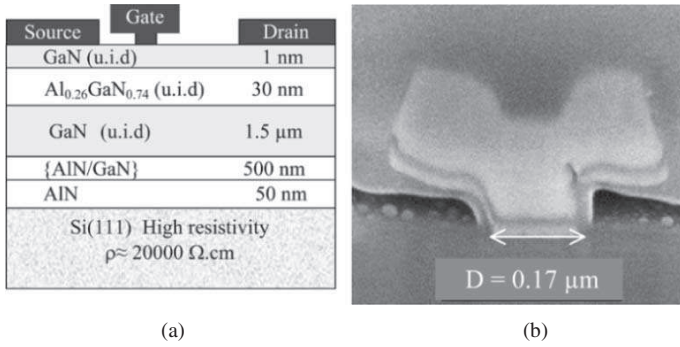 Gate
Source Drain
GaN (u.i.d) 1 nm
Al0.26GaN0.74 (u.i.d) 30 nm
GaN (u.i.d) 1.5 μm
{AlN/GaN} 500 nm
AlN 50 nm
Si(111) High resistivity
ρ≈ 20000 Ω.cm
D = 0.17 μm
(a) (b)